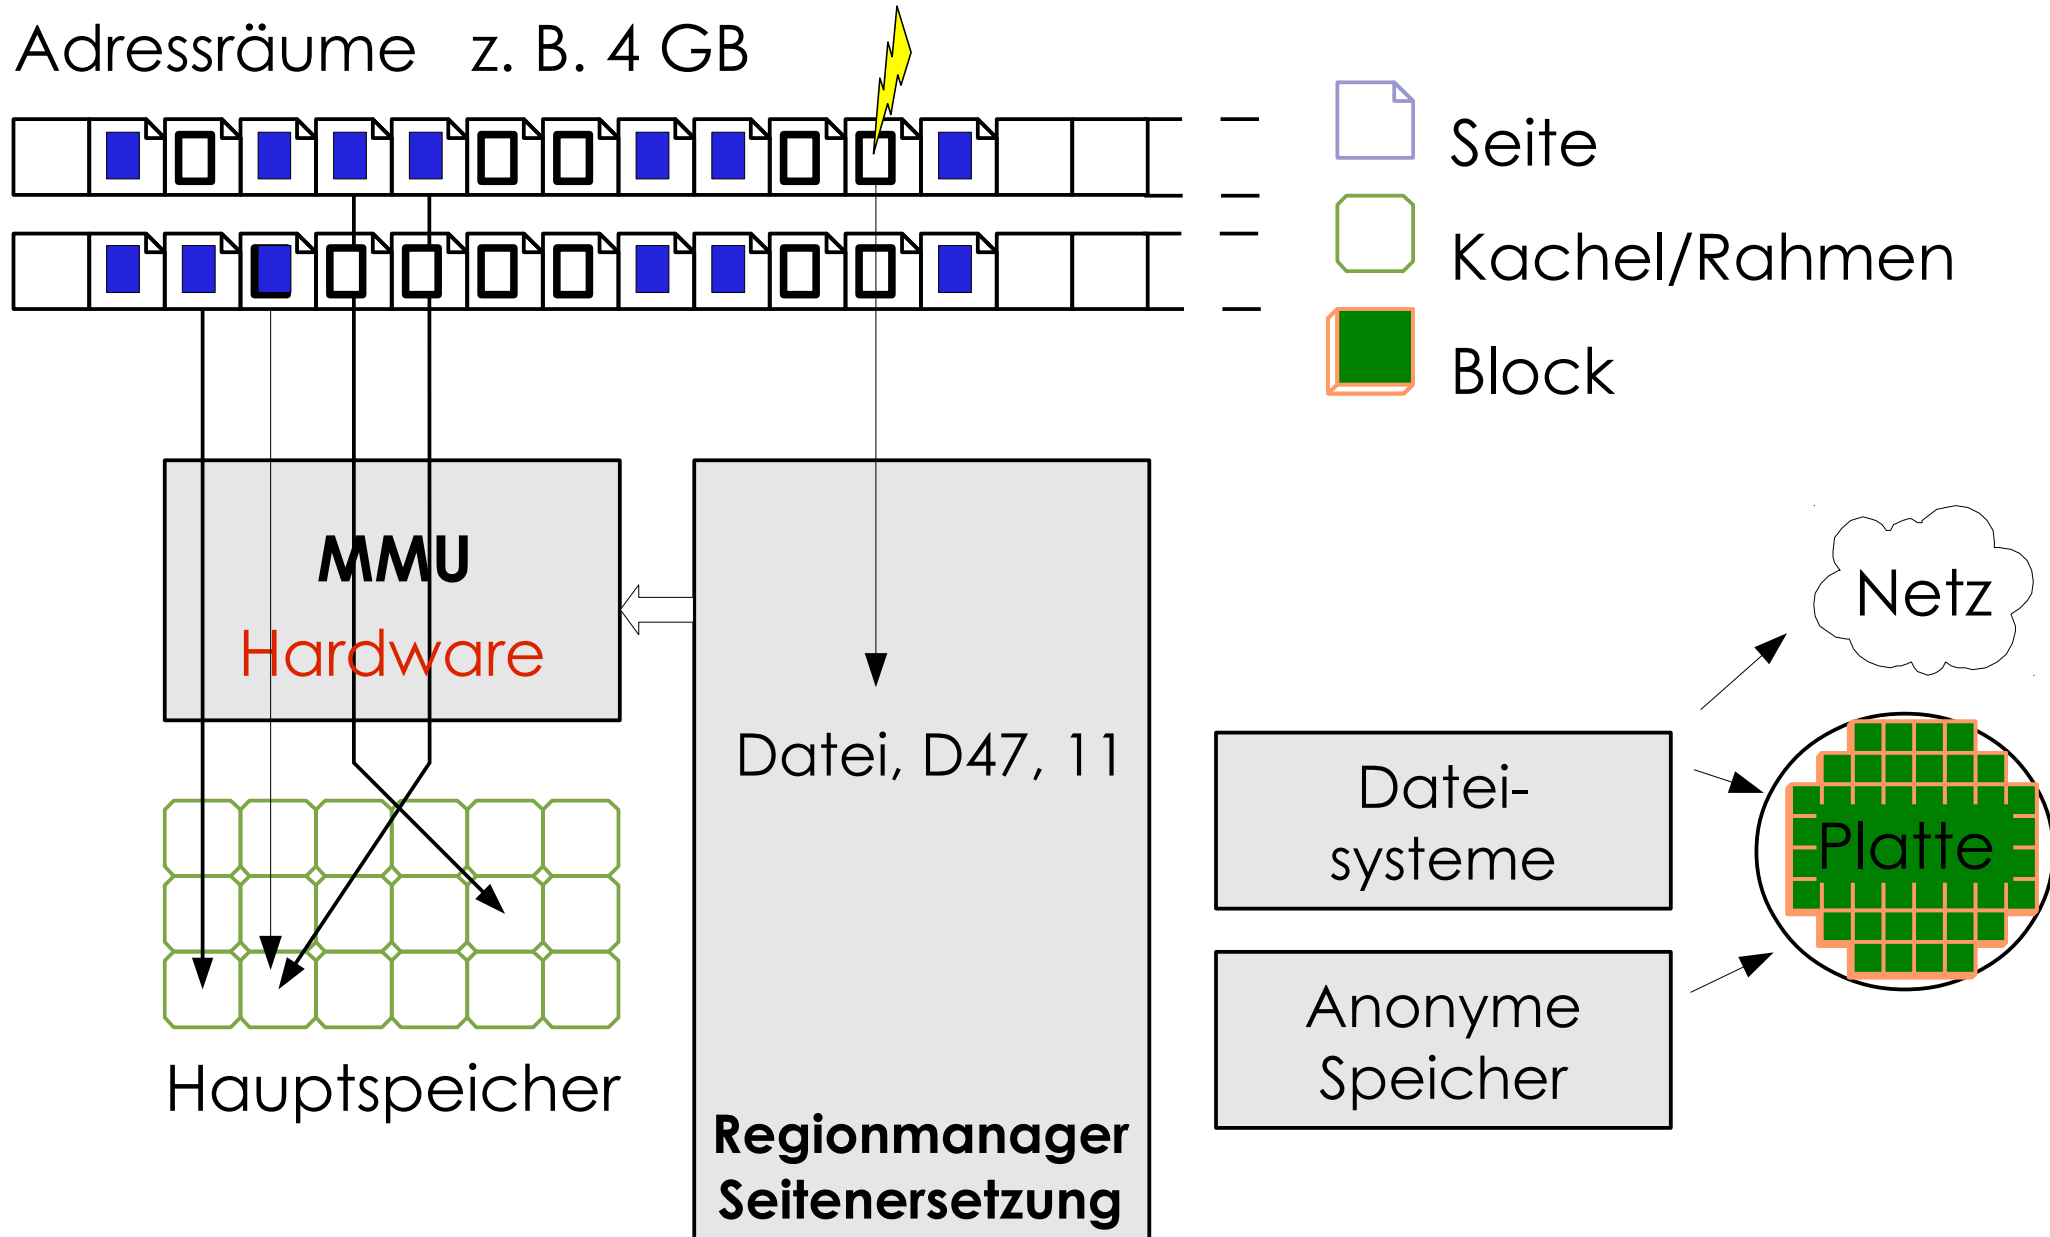 Adressräume z. B. 4 GB
Seite
Kachel/Rahmen
Block
MMU
Hardware
Netz
Datei, D47, 11
Datei-
systeme
Platte
Anonyme
Speicher
Hauptspeicher
Regionmanager
Seitenersetzung